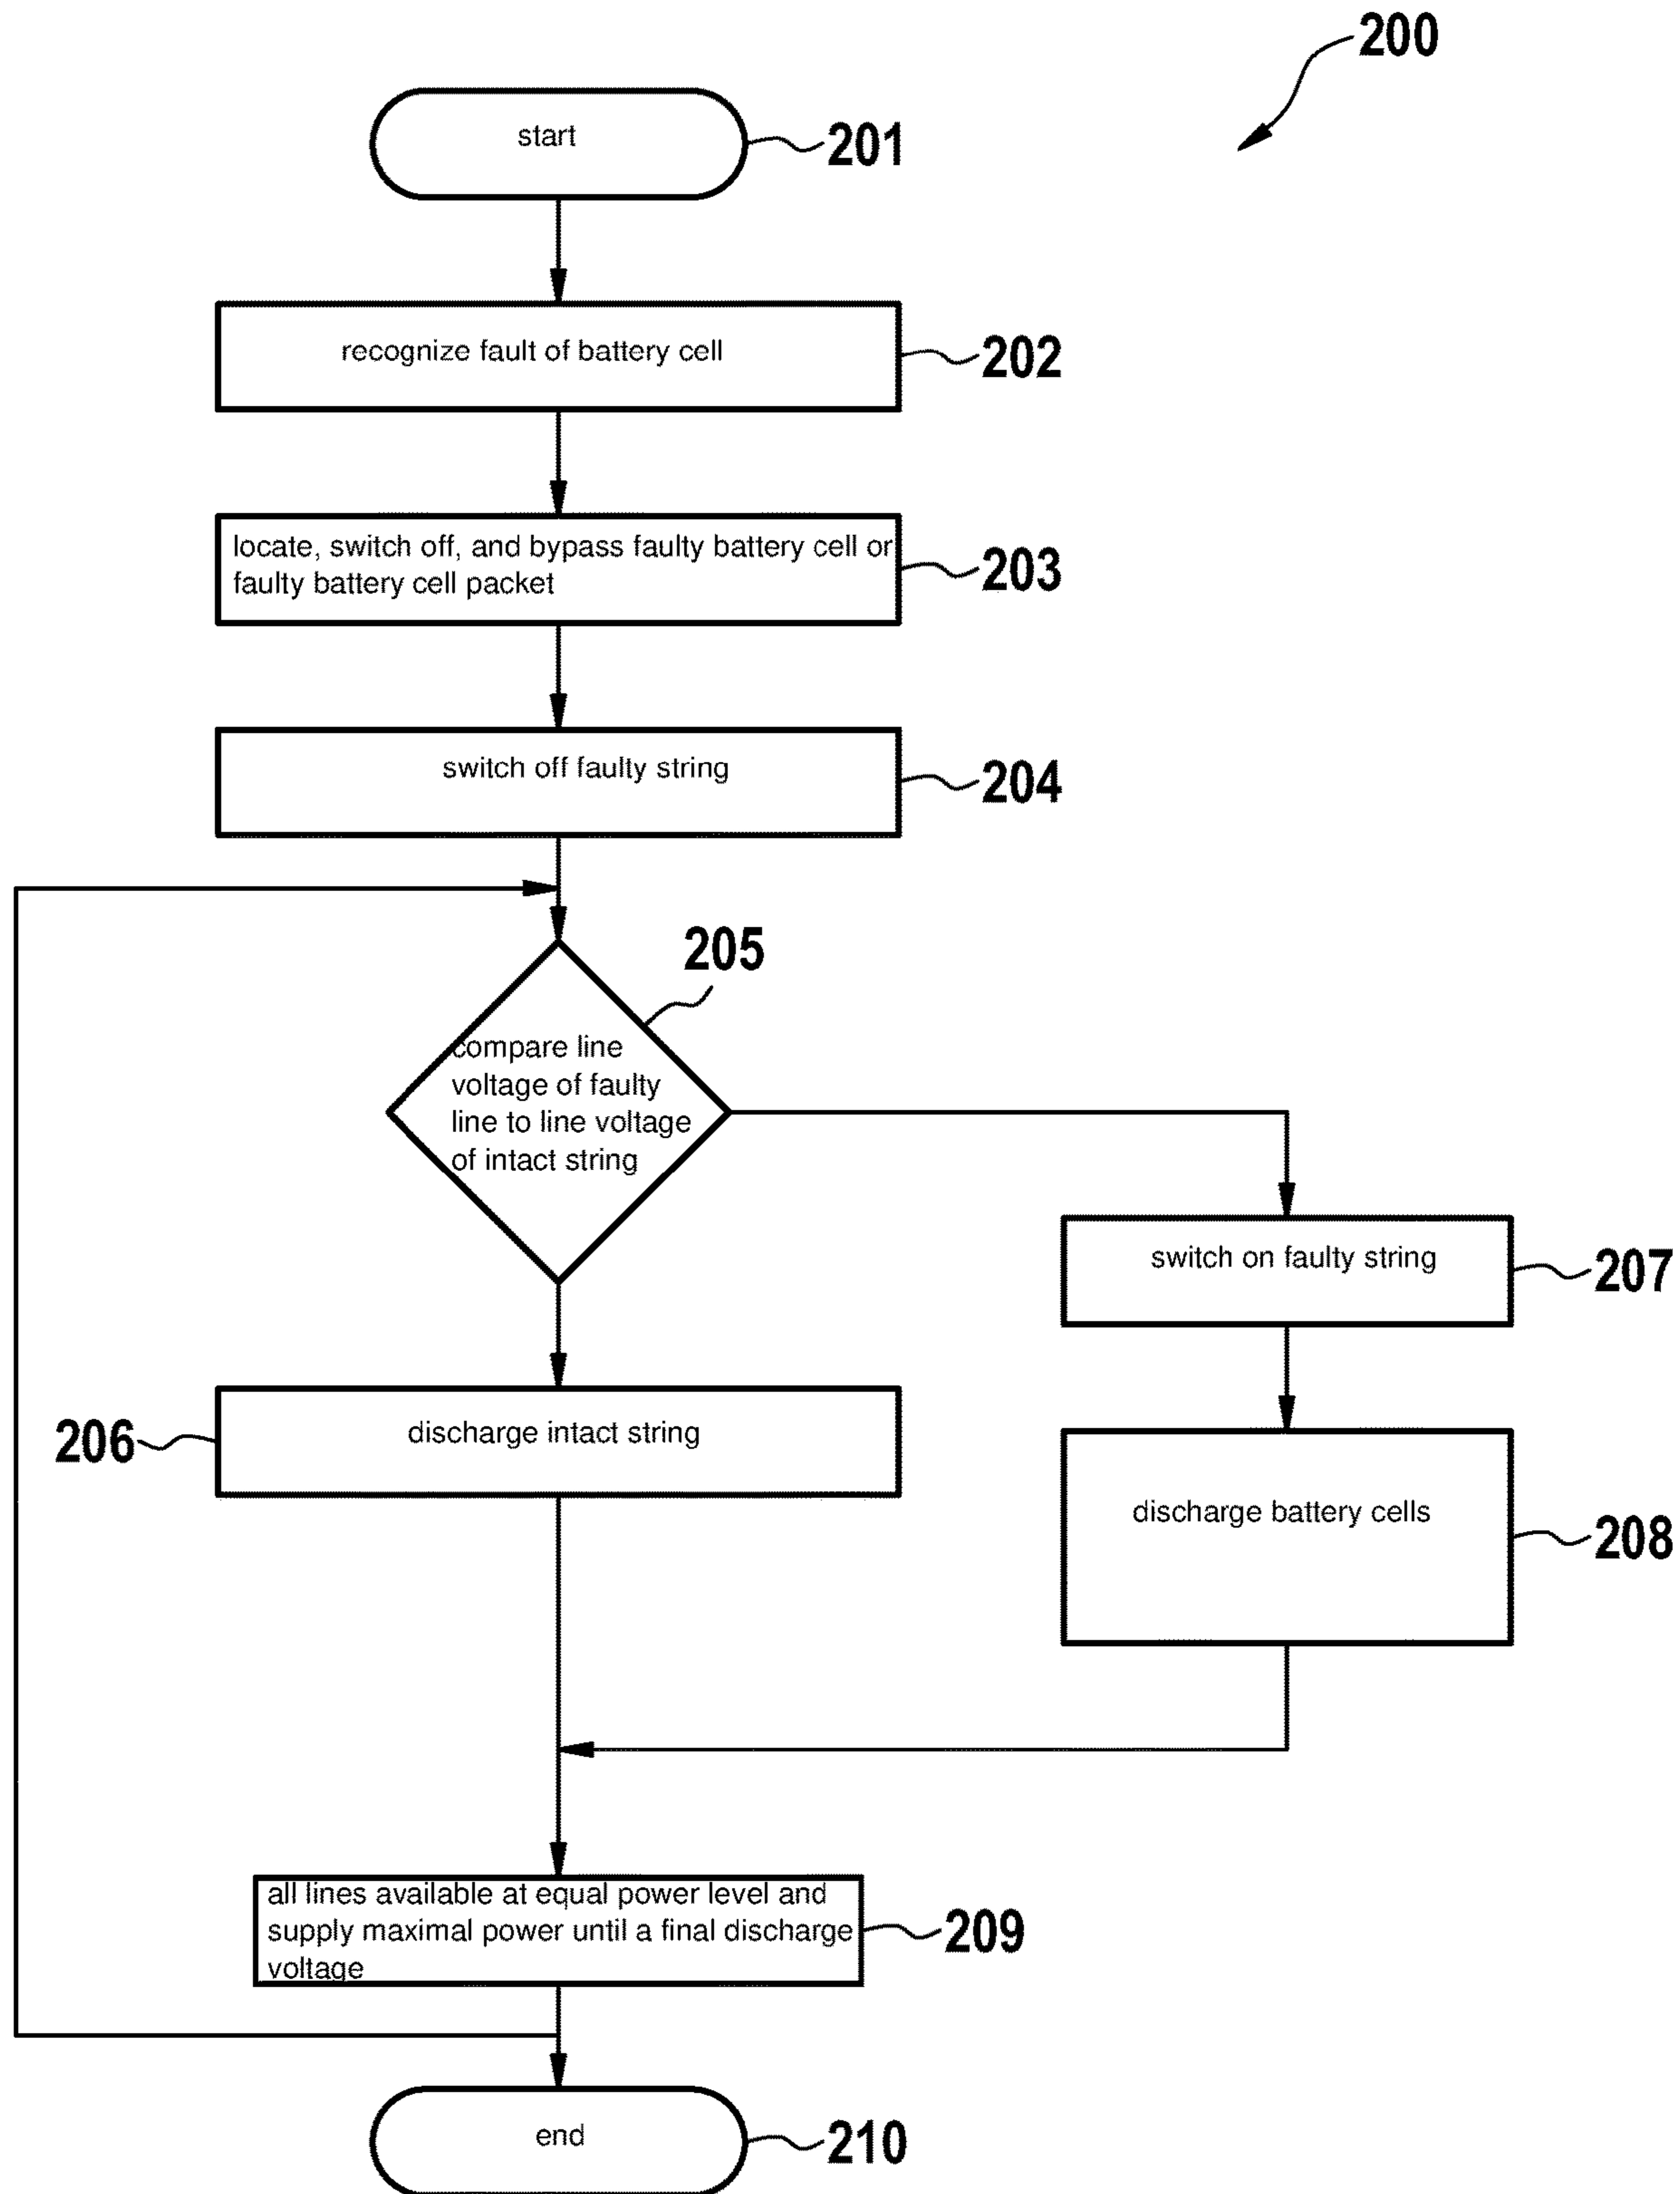 200
start
201
recognize fault of battery cell
202
locate, switch off, and bypass faulty battery cell or
faulty battery cell packet
203
switch off faulty string
204
205
compare line
voltage of faulty
line to line voltage
of intact string
switch on faulty string
207
discharge intact string
206
discharge battery cells
208
all lines available at equal power level and
supply maximal power until a final discharge
voltage
209
end
210